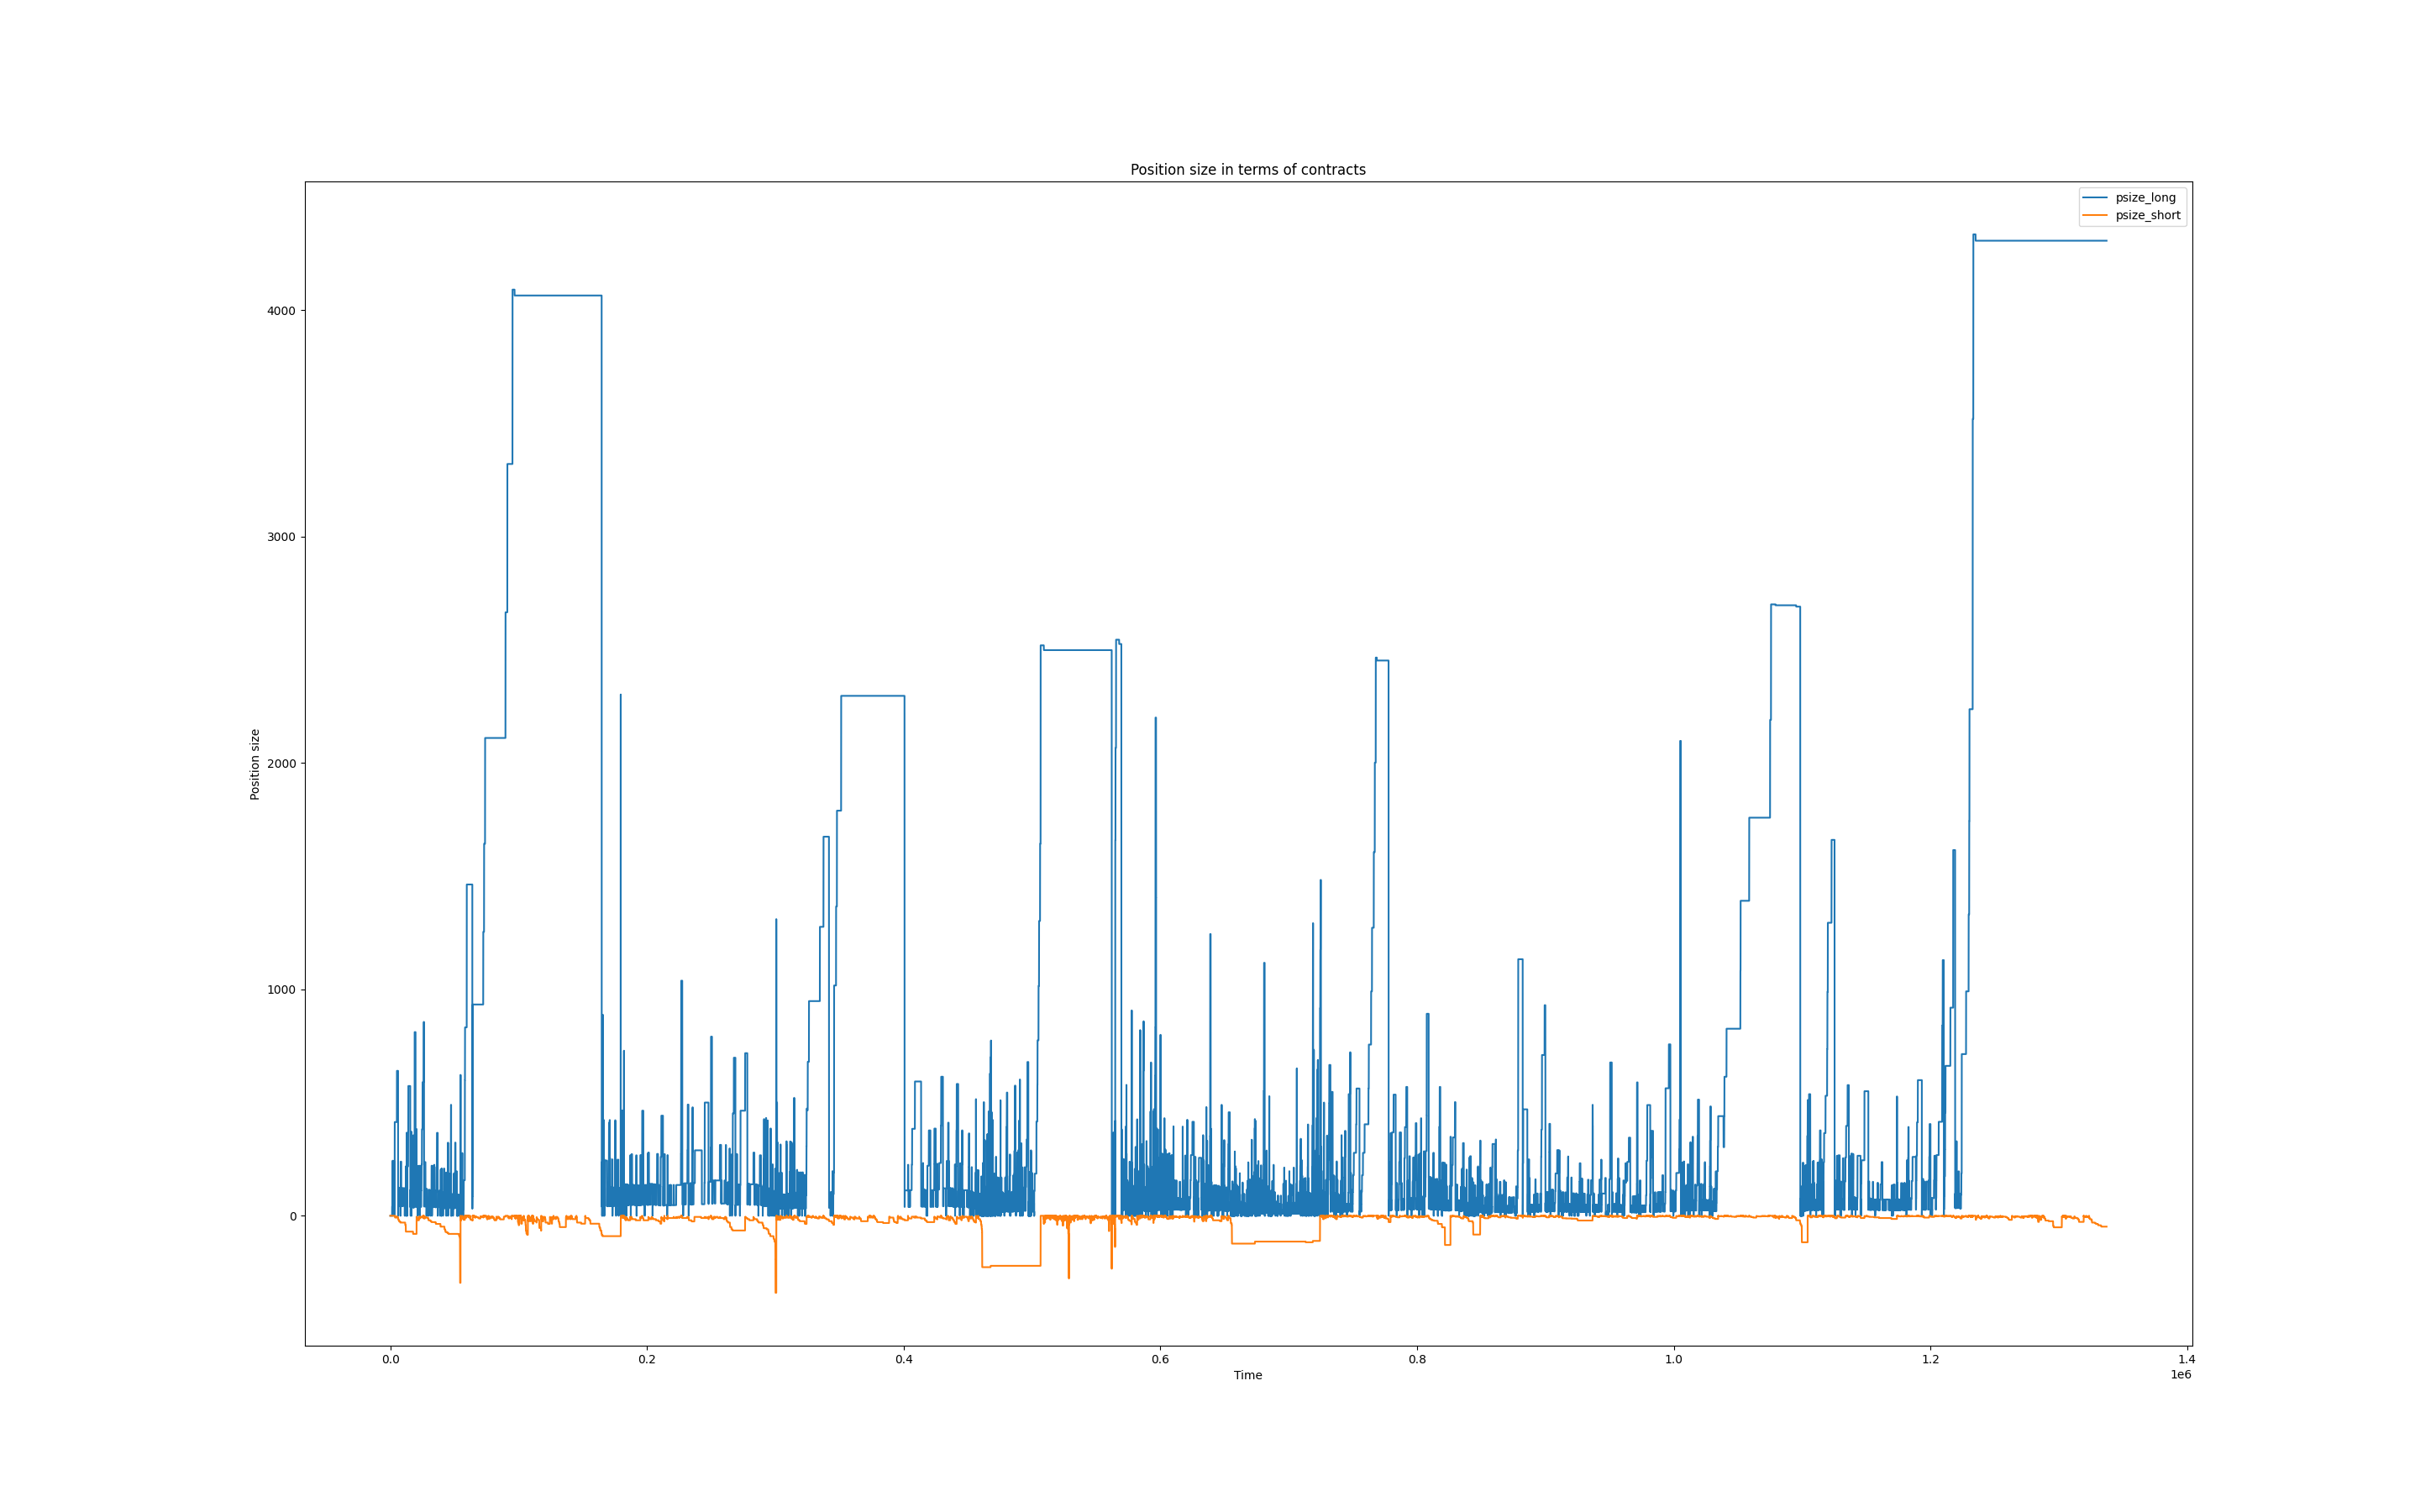 Position size in terms of contracts
psize_long
psize_short
4000
3000
2000
1000
0
Position size
0.0 0.2 0.4 0.6 0.8 1.0 1.2 1.4
Time
1e6